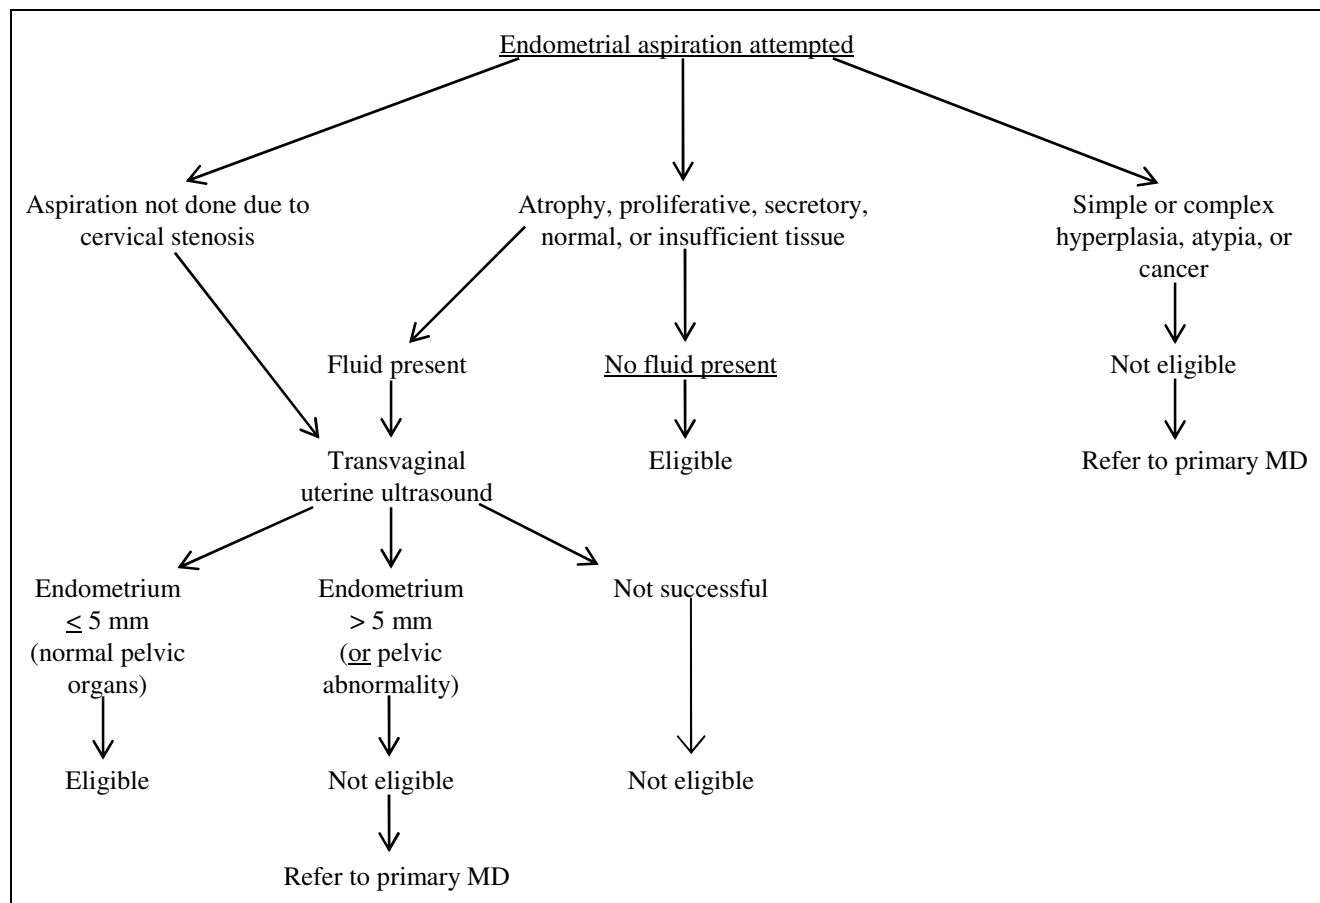 Endometrial aspiration attempted
Aspiration not done due to
cervical stenosis
Atrophy, proliferative, secretory,
normal, or insufficient tissue
Simple or complex
hyperplasia, atypia, or
cancer
Fluid present
No fluid present
Not eligible
Transvaginal
uterine ultrasound
Eligible
Refer to primary MD
Endometrium
≤ 5 mm
(normal pelvic
organs)
Endometrium
> 5 mm
(or pelvic
abnormality)
Not successful
Eligible
Not eligible
Not eligible
Refer to primary MD